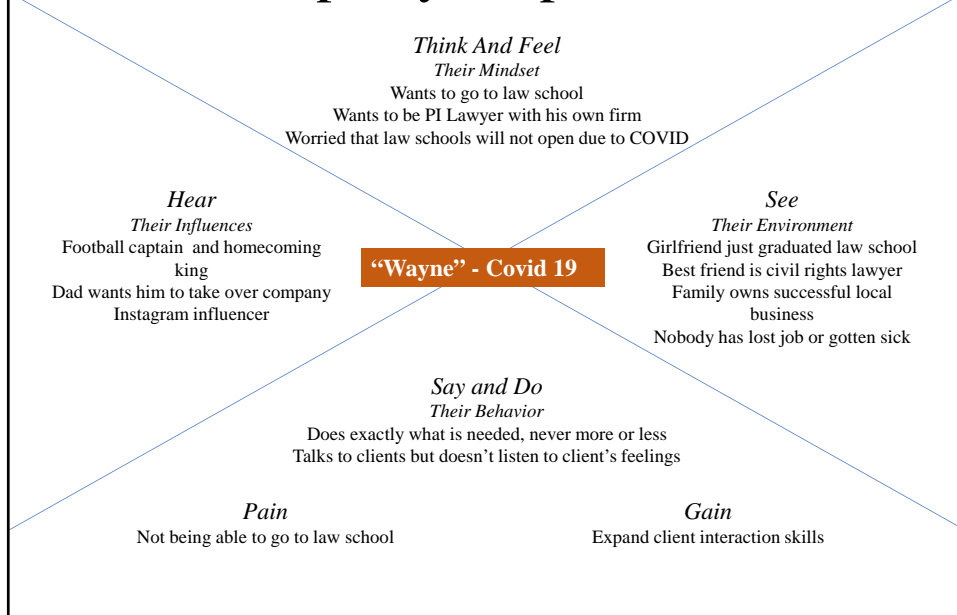 Think And Feel
Their Mindset
Wants to go to law school
Wants to be PI Lawyer with his own firm
Worried that law schools will not open due to COVID
Hear
Their Influences
Football captain and homecoming
king
Dad wants him to take over company
Instagram influencer
“Wayne” - Covid 19
See
Their Environment
Girlfriend just graduated law school
Best friend is civil rights lawyer
Family owns successful local
business
Nobody has lost job or gotten sick
Say and Do
Their Behavior
Does exactly what is needed, never more or less
Talks to clients but doesn’t listen to client’s feelings
Pain
Not being able to go to law school
Gain
Expand client interaction skills